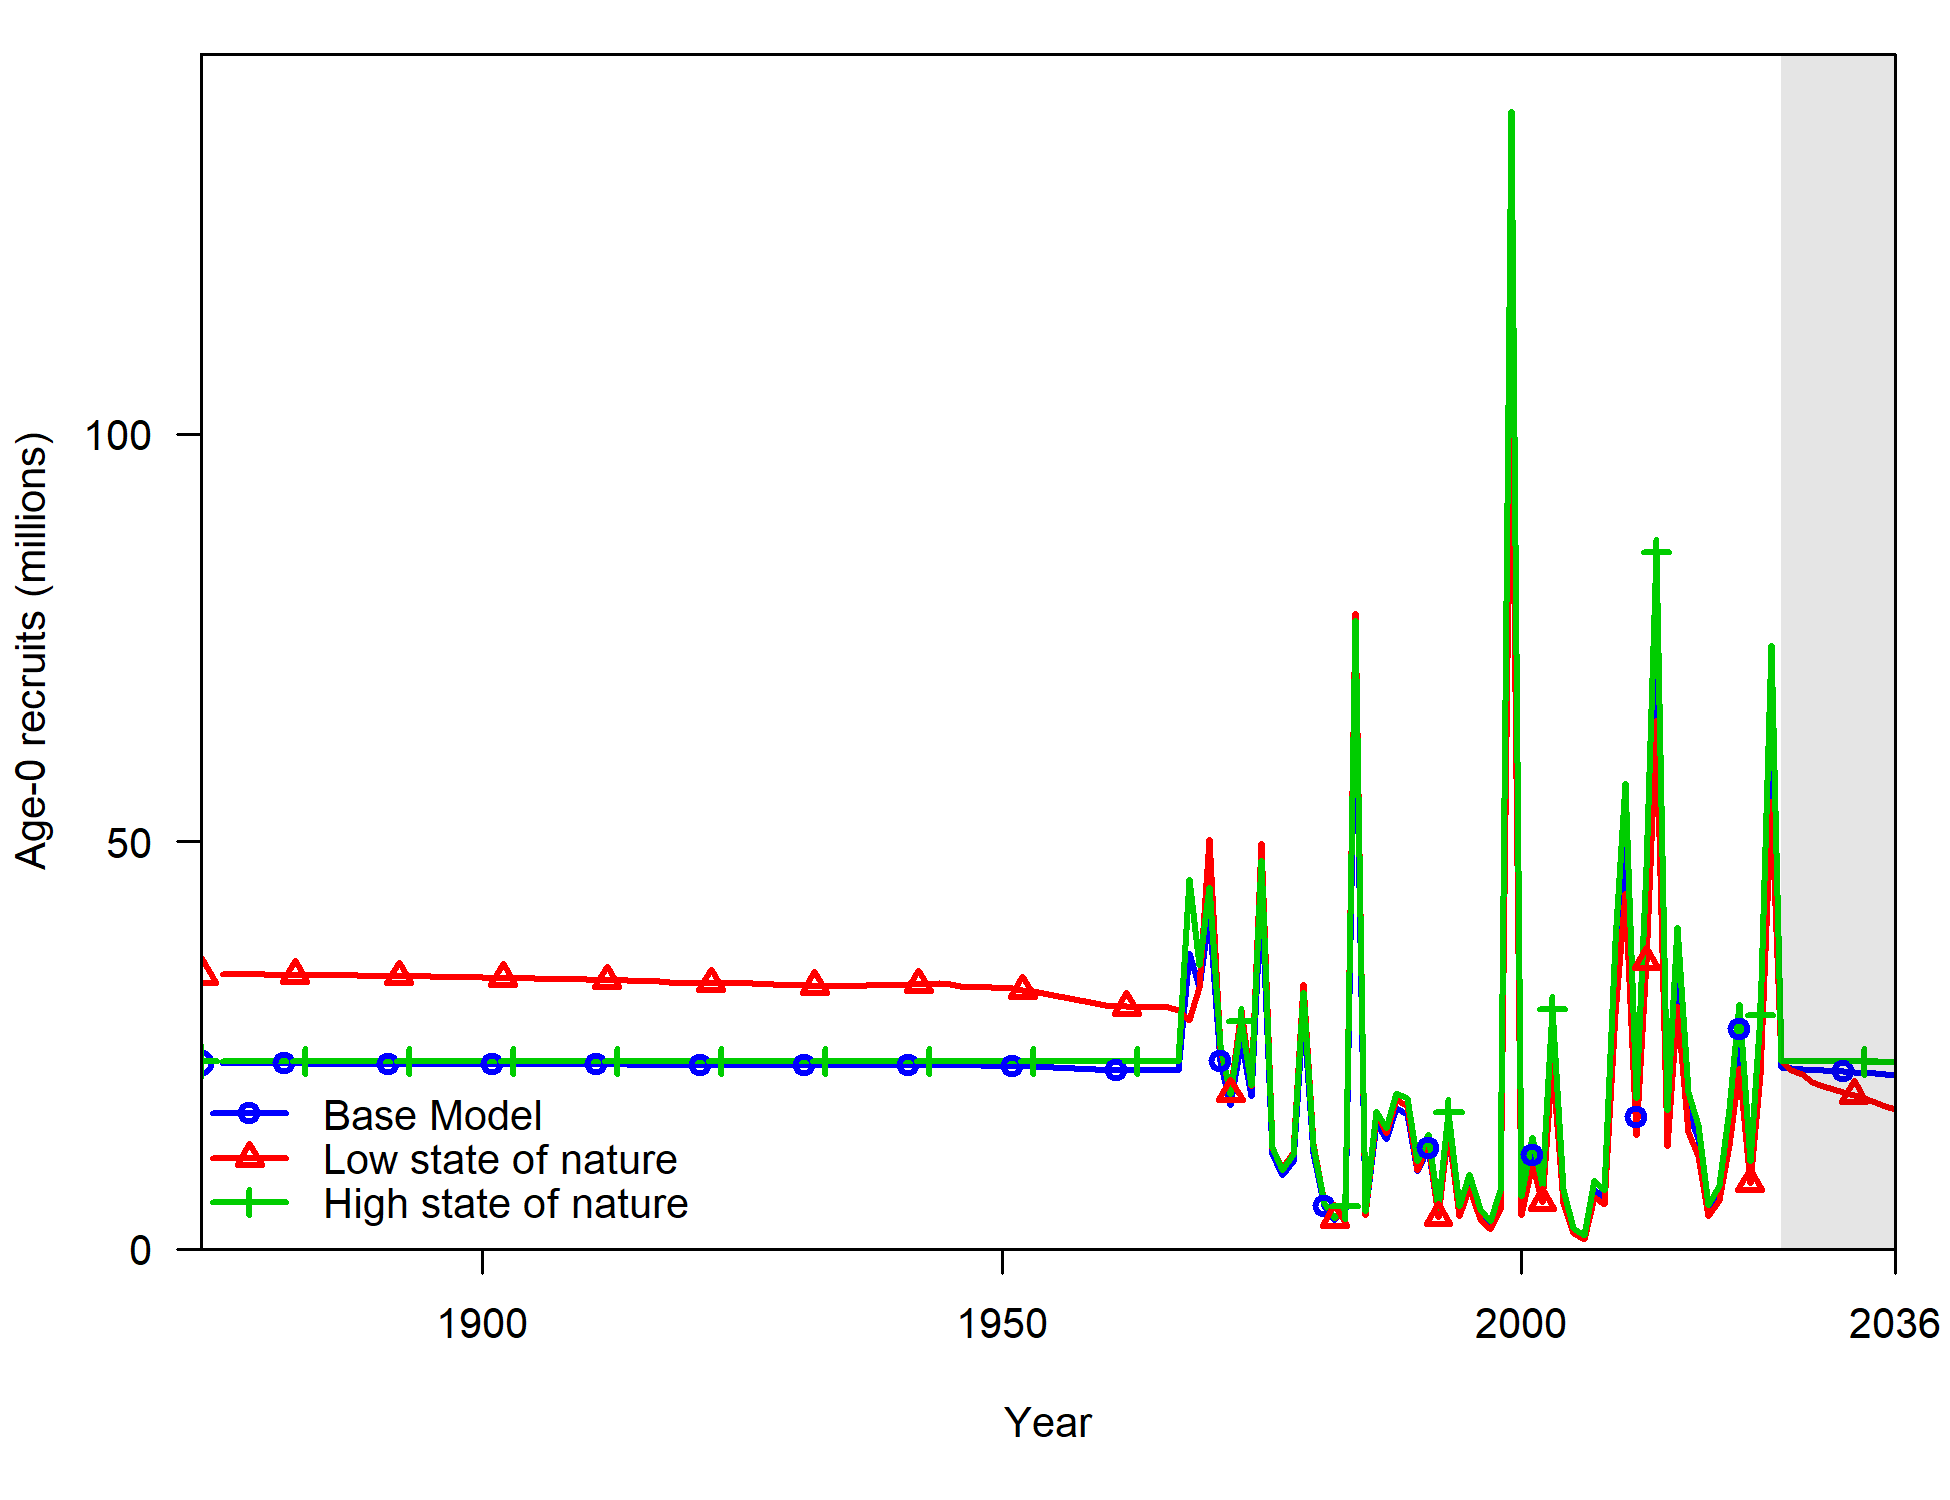 Age-0 recruits (millions)
100
50
0
Base Model
Low state of nature
High state of nature
1900
1950
2000
2036
Year